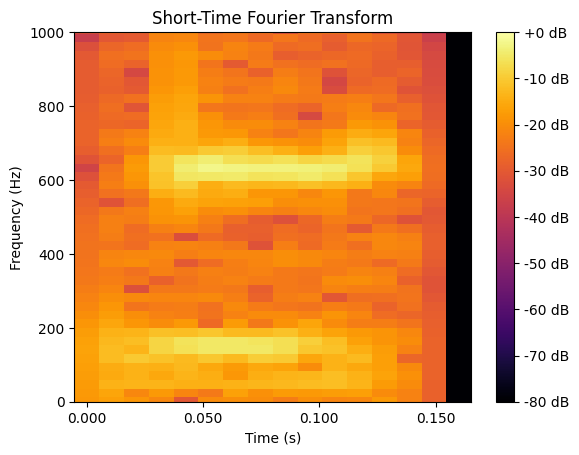 Short-Time Fourier Transform
1000
800
600
400
200
0
Frequency (Hz)
0.000
0.050
0.100
0.150
Time (s)
+0 dB
-10 dB
-20 dB
-30 dB
-40 dB
-50 dB
-60 dB
-70 dB
-80 dB